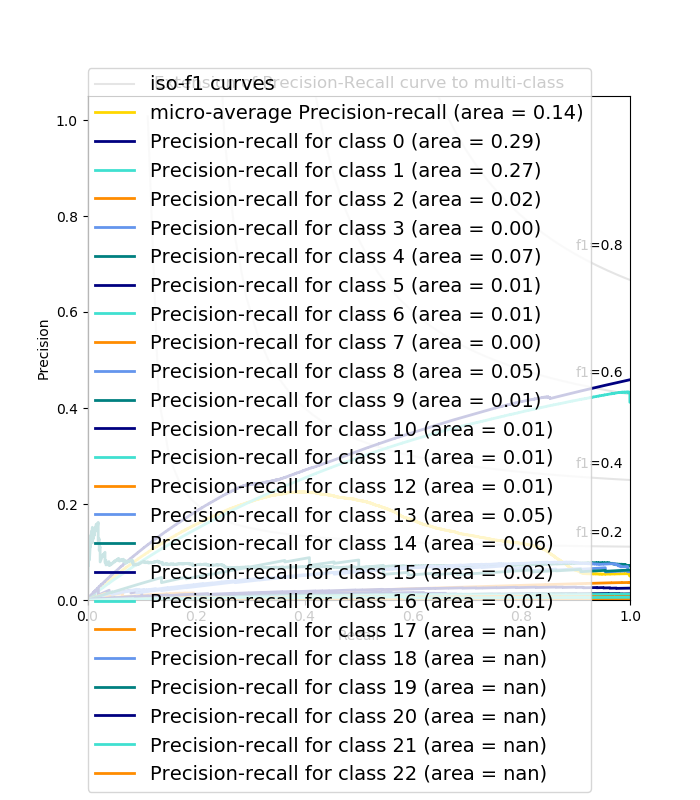 Extension of Precision-Recall curve to multi-class
iso-f1 curves
micro-average Precision-recall (area = 0.14)
Precision-recall for class 0 (area = 0.29)
Precision-recall for class 1 (area = 0.27)
Precision-recall for class 2 (area = 0.02)
Precision-recall for class 3 (area = 0.00)
Precision-recall for class 4 (area = 0.07)
Precision-recall for class 5 (area = 0.01)
Precision-recall for class 6 (area = 0.01)
Precision-recall for class 7 (area = 0.00)
Precision-recall for class 8 (area = 0.05)
Precision-recall for class 9 (area = 0.01)
Precision-recall for class 10 (area = 0.01)
Precision-recall for class 11 (area = 0.01)
Precision-recall for class 12 (area = 0.01)
Precision-recall for class 13 (area = 0.05)
Precision-recall for class 14 (area = 0.06)
Precision-recall for class 15 (area = 0.02)
Precision-recall for class 16 (area = 0.01)
Precision-recall for class 17 (area = nan)
Precision-recall for class 18 (area = nan)
Precision-recall for class 19 (area = nan)
Precision-recall for class 20 (area = nan)
Precision-recall for class 21 (area = nan)
Precision-recall for class 22 (area = nan)
f1=0.8
f1=0.6
f1=0.4
f1=0.2
Precision
1.0
0.8
0.6
0.4
0.2
0.0
0.0 0.2 0.4 0.6 0.8 1.0
Recall